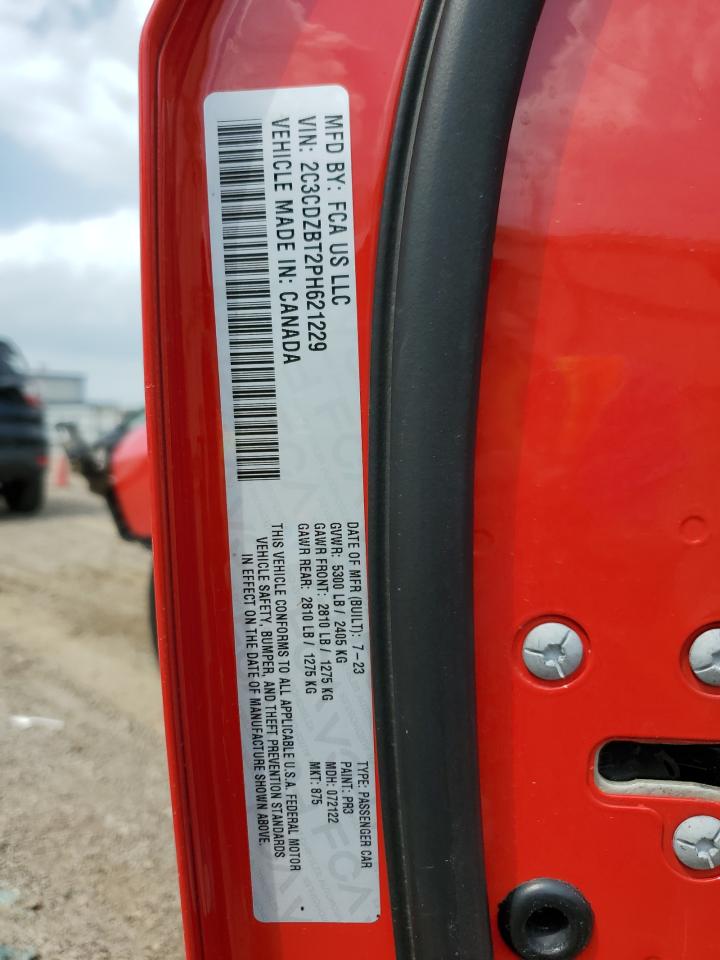 MFD BY: FCA US LLC
VIN: 2C3CDZBT2PH621229
VEHICLE MADE IN: CANADA
DATE OF MFR (BUILT): 7-23
GVWR: 5300 LB / 2405 KG
GAWR FRONT: 2810 LB / 1275 KG
GAWR REAR: 2810 LB / 1275 KG
TYPE: PASSENGER CAR
PAINT: PR3
MDH: 072122
MKT: 875
THIS VEHICLE CONFORMS TO ALL APPLICABLE U.S.A. FEDERAL MOTOR
VEHICLE SAFETY, BUMPER, AND THEFT PREVENTION STANDARDS
IN EFFECT ON THE DATE OF MANUFACTURE SHOWN ABOVE.